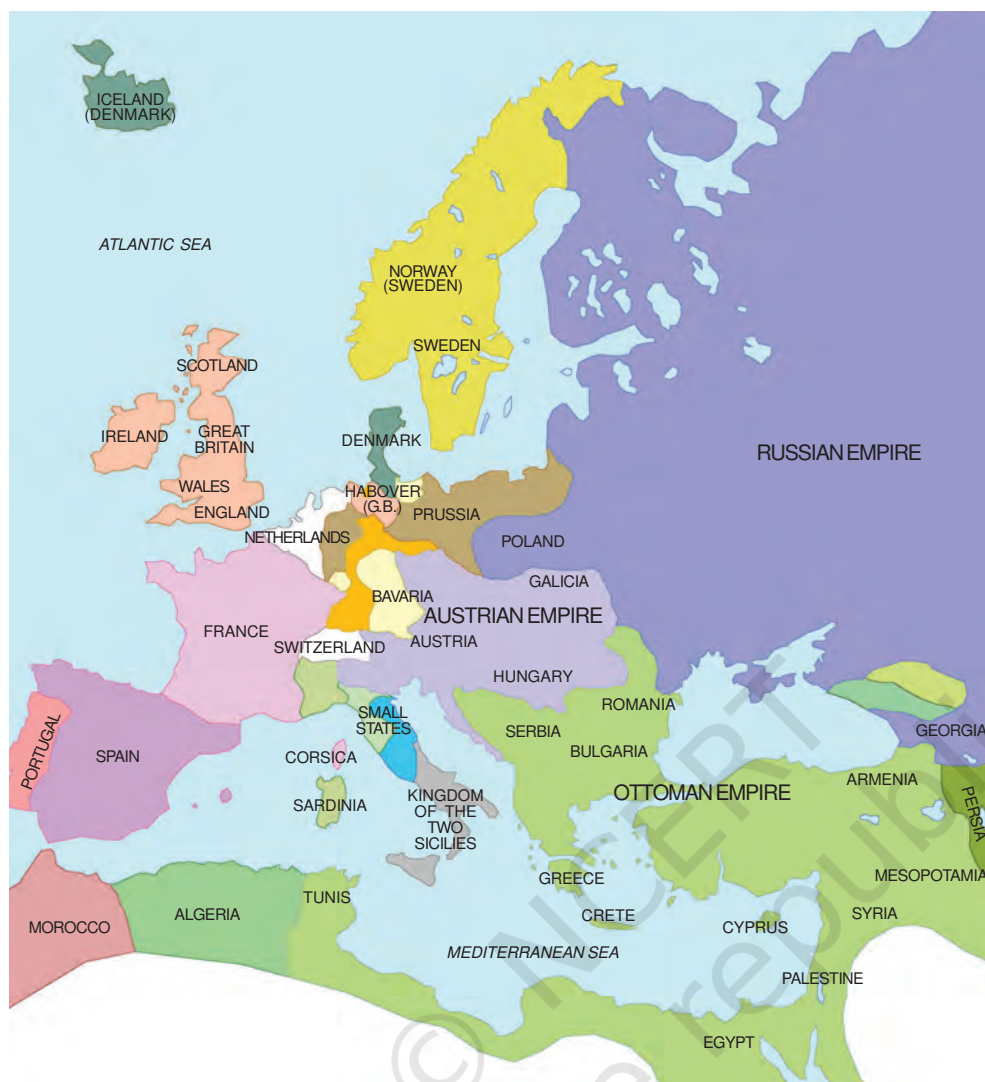 ICELAND
(DENMARK)
ATLANTIC SEA
NORWAY
(SWEDEN)
SWEDEN
SCOTLAND
IRELAND
GREAT
BRITAIN
WALES
ENGLAND
DENMARK
HABOVER
(G.B.)
PRUSSIA
NETHERLANDS
RUSSIAN EMPIRE
POLAND
GALICIA
BAVARIA
AUSTRIAN EMPIRE
FRANCE
AUSTRIA
SWITZERLAND
HUNGARY
ROMANIA
SMALL
STATES
SERBIA
BULGARIA
GEORGIA
PORTUGAL
SPAIN
CORSICA
SARDINIA
KINGDOM
OF THE
TWO
SICILIES
OTTOMAN EMPIRE
ARMENIA
PERSIA
MESOPOTAMIA
GREECE
TUNIS
ALGERIA
MOROCCO
CRETE
CYPRUS
SYRIA
MEDITERRANEAN SEA
PALESTINE
EGYPT
© NCERT